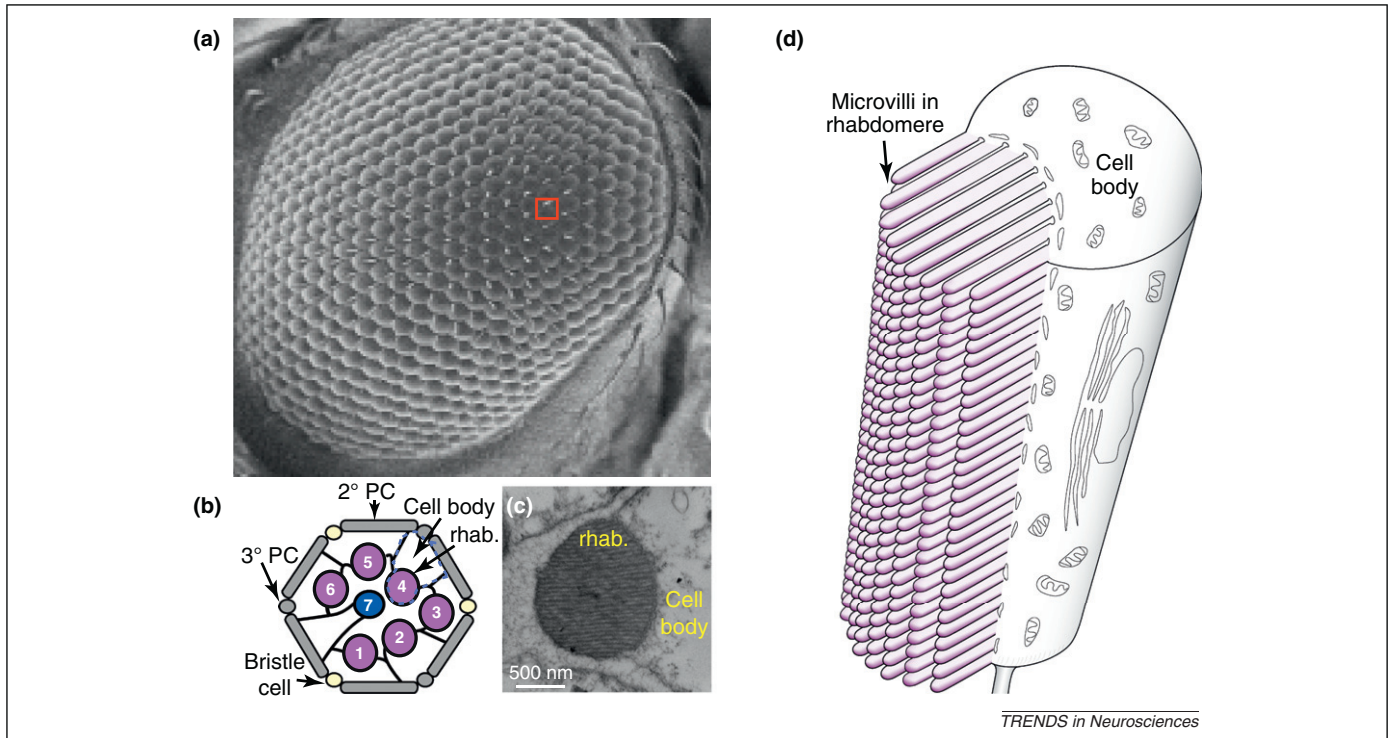 (a)
(b)
2° PC
Cell body
rhab.
3° PC
5
4
6
7
3
2
1
Bristle
cell
(c)
rhab.
Cell
body
500 nm
(d)
Microvilli in
rhabdomere
Cell
body
TRENDS in Neurosciences